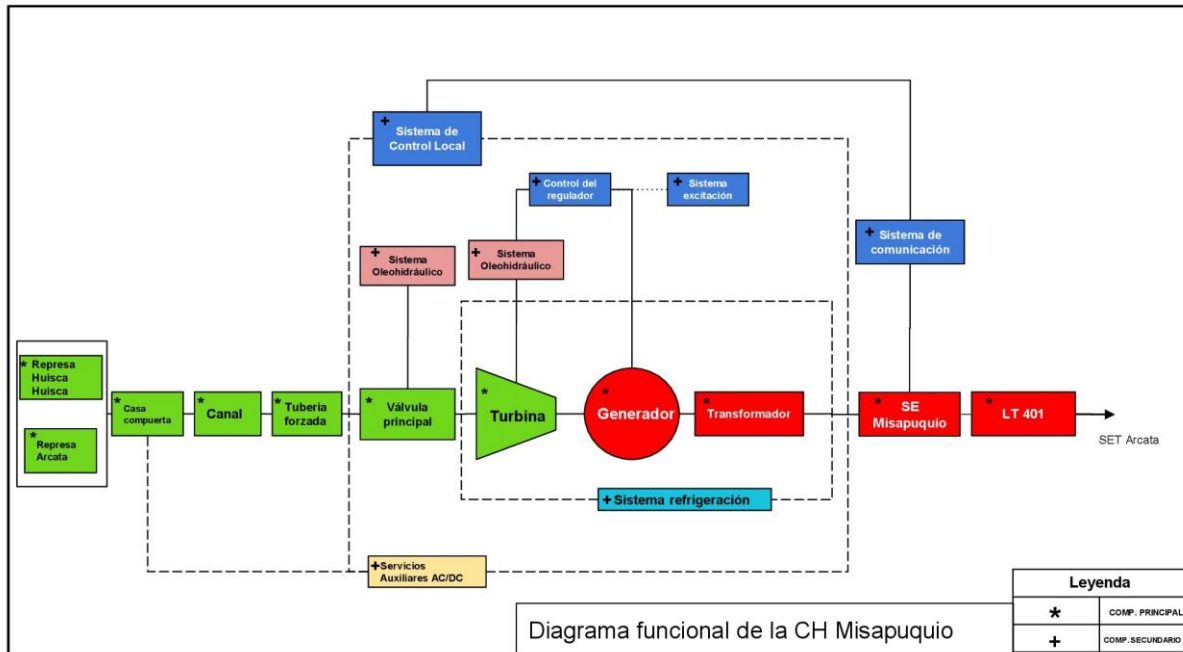 + Sistema de
Control Local
+ Control del
regulador
+ Sistema
excitación
+ Sistema
Oleohidráulico
+ Sistema
Oleohidráulico
+ Sistema de
comunicación
* Represa
Huisca
Huisca
* Represa
Arcata
* Casa
compuerta
* Canal
* Tuberia
forzada
* Válvula
principal
* Turbina
* Generador
* Transformador
* SE
Misapuquio
* LT 401
SET Arcata
+ Sistema refrigeración
+ Servicios
Auxiliares AC/DC
Diagrama funcional de la CH Misapuquio
Leyenda
* COMP. PRINCIPAL
+ COMP.SECUNDARIO